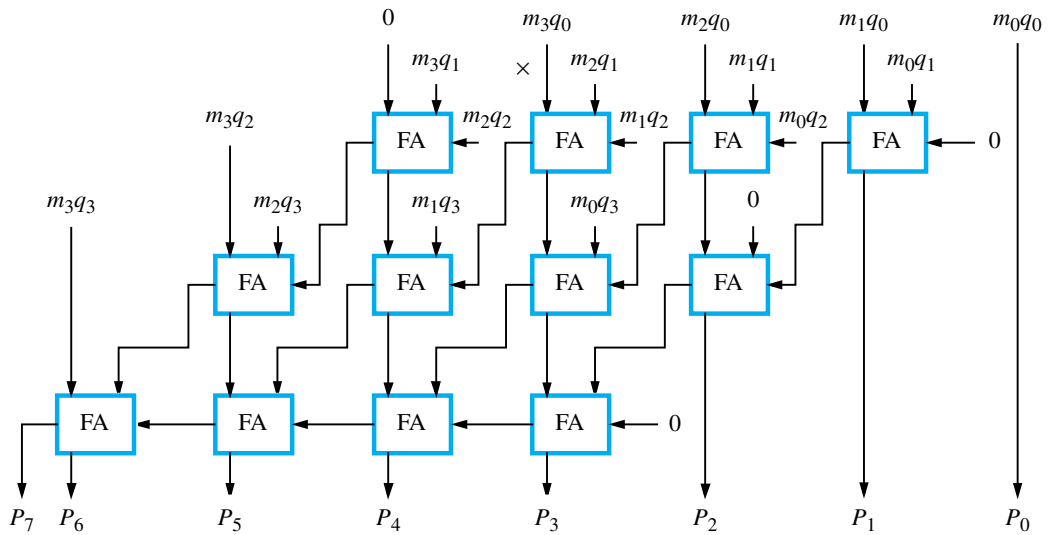 0 m₃q₀ m₂q₀ m₁q₀ m₀q₀
m₃q₁ × m₂q₁ m₁q₁ m₀q₁
m₃q₂ FA m₂q₂ FA m₁q₂ FA m₀q₂ FA 0
m₃q₃ m₂q₃ m₁q₃ m₀q₃ 0
FA FA FA FA
FA FA FA FA 0
P₇ P₆ P₅ P₄ P₃ P₂ P₁ P₀